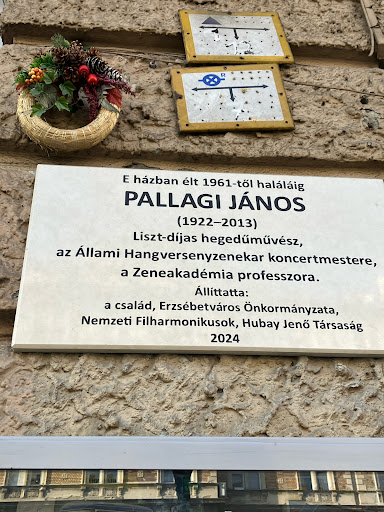 E házban élt 1961-től haláláig
PALLAGI JÁNOS
(1922–2013)
Liszt-díjas hegedűművész,
az Állami Hangversenyzenekar koncertmestere,
a Zeneakadémia professzora.
Állíttatta:
a család, Erzsébetváros Önkormányzata,
Nemzeti Filharmonikusok, Hubay Jenő Társaság
2024